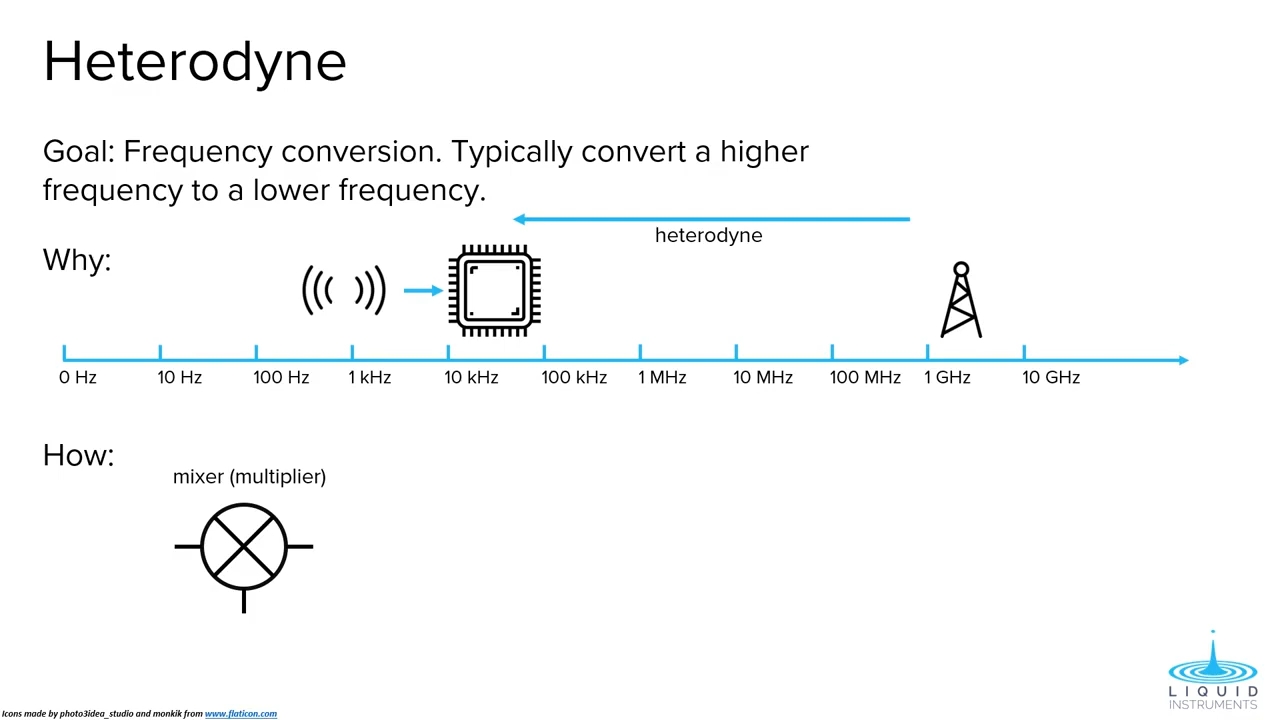 Heterodyne
Goal: Frequency conversion. Typically convert a higher
frequency to a lower frequency.
heterodyne
Why:
0 Hz 10 Hz 100 Hz 1 kHz 10 kHz 100 kHz 1 MHz 10 MHz 100 MHz 1 GHz 10 GHz
How:
mixer (multiplier)
LIQUID
INSTRUMENTS
Icons made by photo3idea_studio and monkik from www.flaticon.com